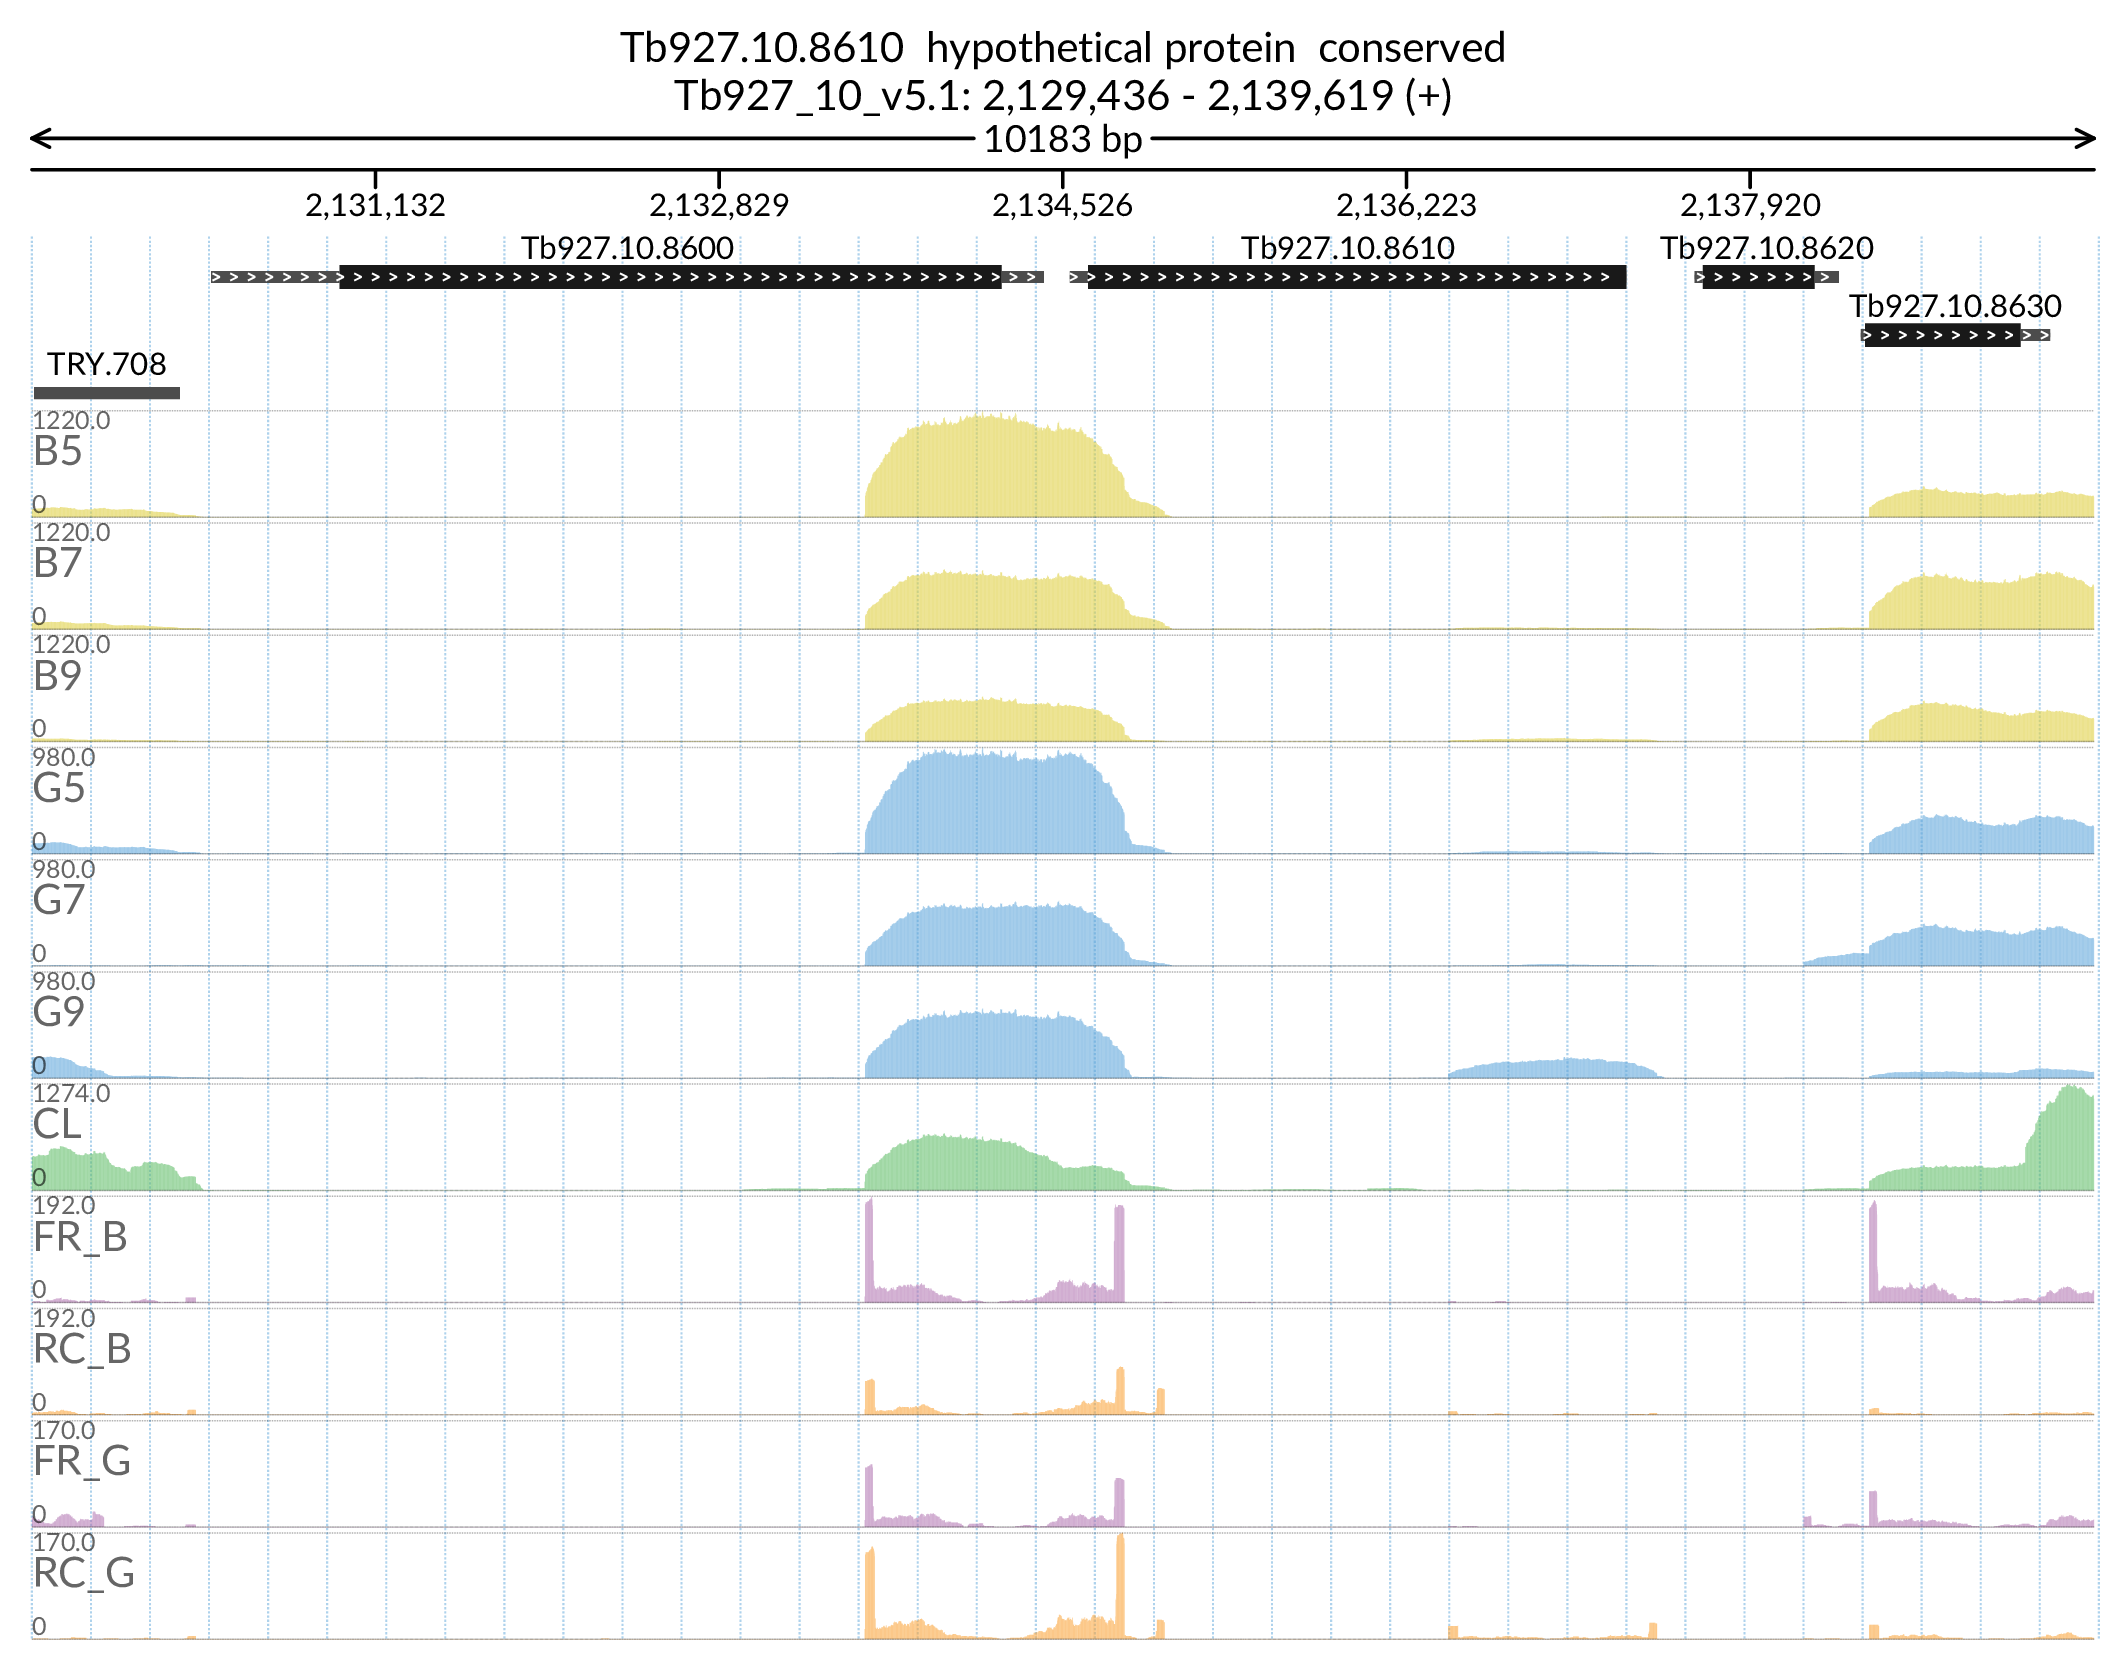 Tb927.10.8610  hypothetical protein  conserved
Tb927_10_v5.1: 2,129,436 - 2,139,619 (+)
10183 bp
2,131,132 2,132,829 2,134,526 2,136,223 2,137,920
Tb927.10.8600 Tb927.10.8610 Tb927.10.8620
Tb927.10.8630
TRY.708
1220.0
B5
0
1220.0
B7
0
1220.0
B9
0
980.0
G5
0
980.0
G7
0
980.0
G9
0
1274.0
CL
0
192.0
FR_B
0
192.0
RC_B
0
170.0
FR_G
0
170.0
RC_G
0